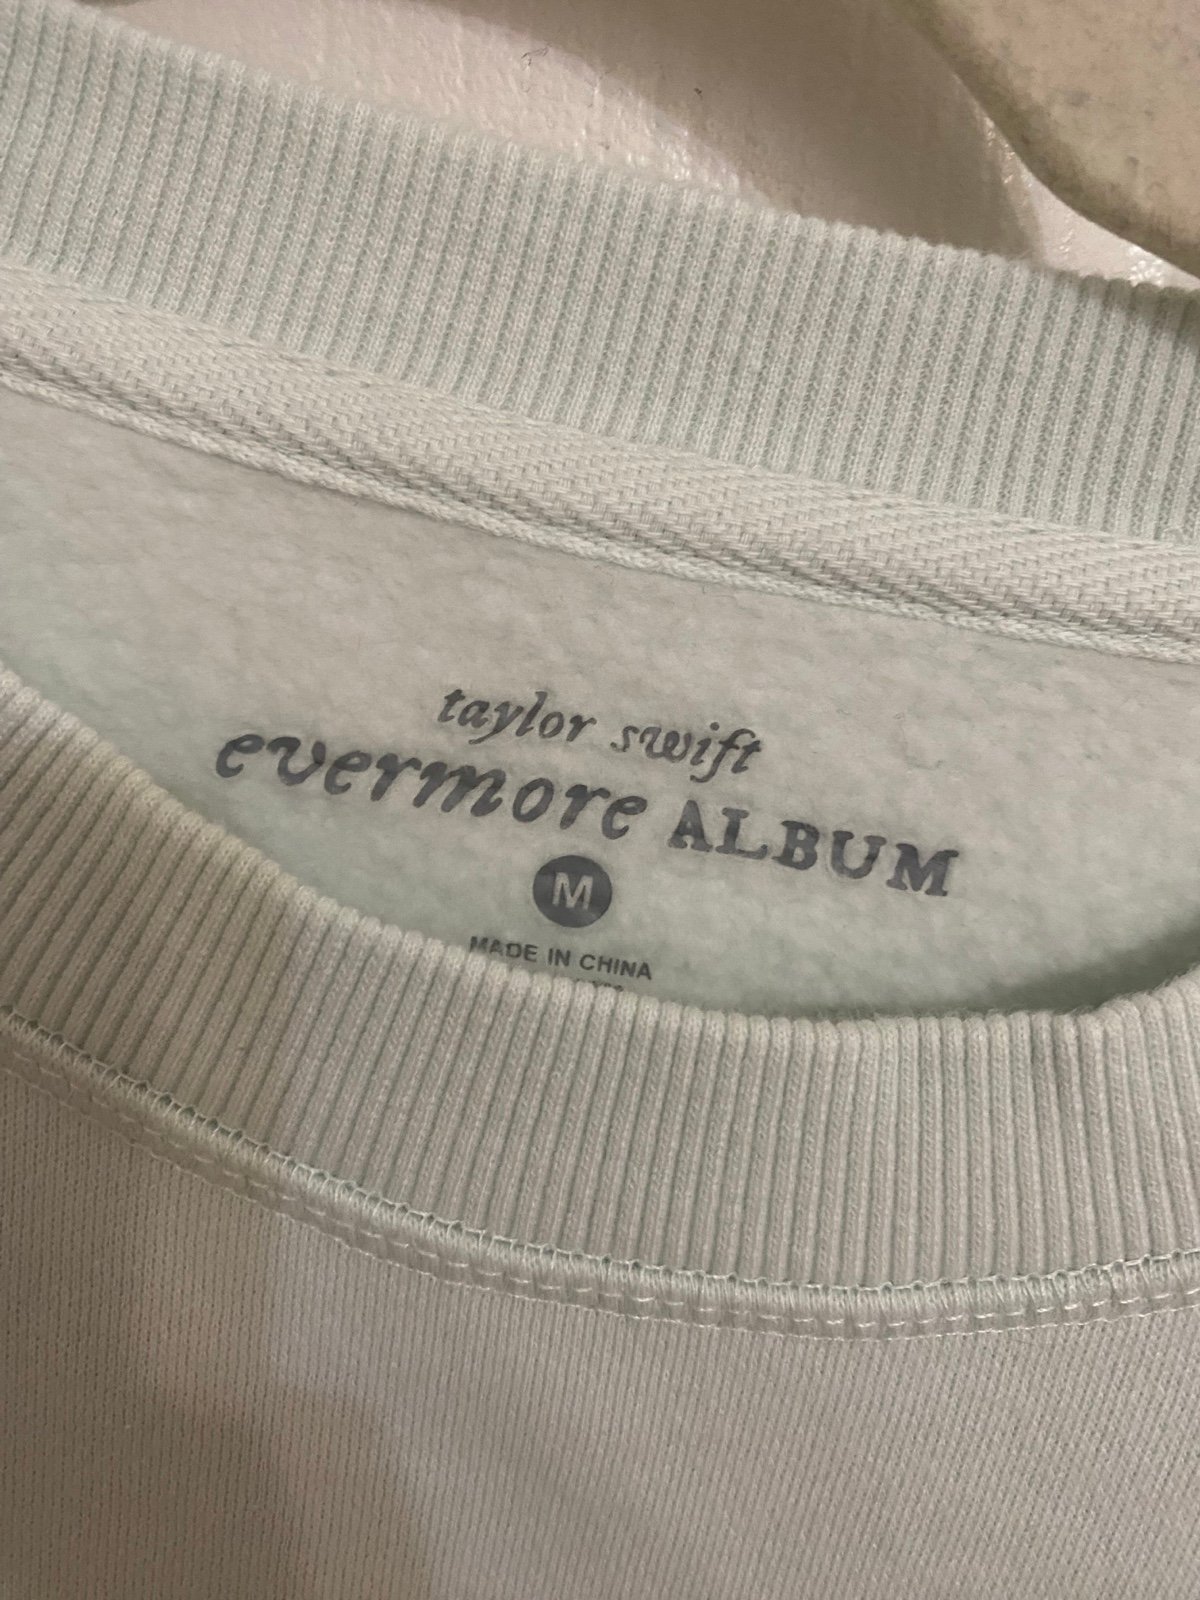 taylor swift
evermore ALBUM
M
MADE IN CHINA